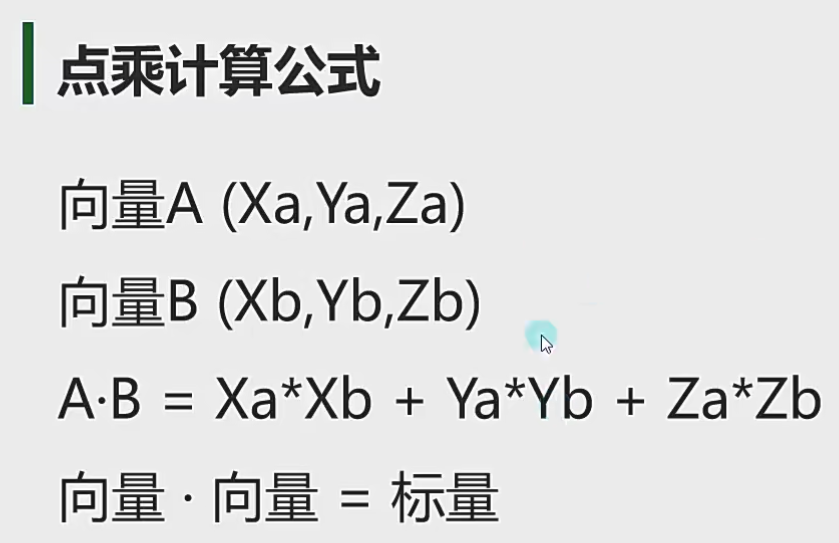 点乘计算公式
向量A (Xa,Ya,Za)
向量B (Xb,Yb,Zb)
A·B = Xa*Xb + Ya*Yb + Za*Zb
向量 · 向量 = 标量